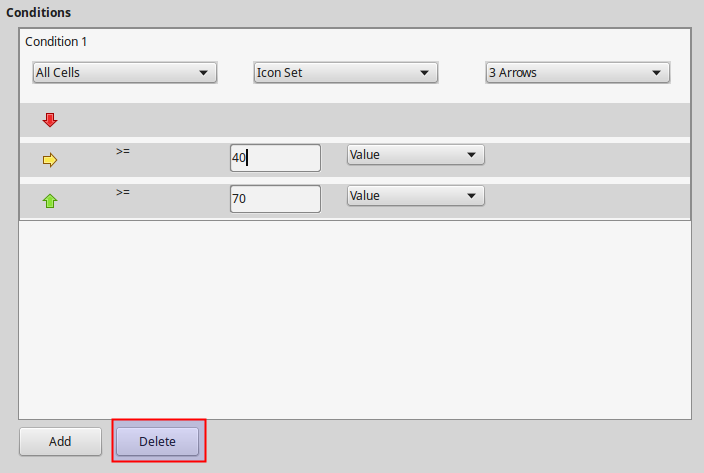 Conditions
Condition 1
All Cells Icon Set 3 Arrows
>= 40 Value
>= 70 Value
Add Delete